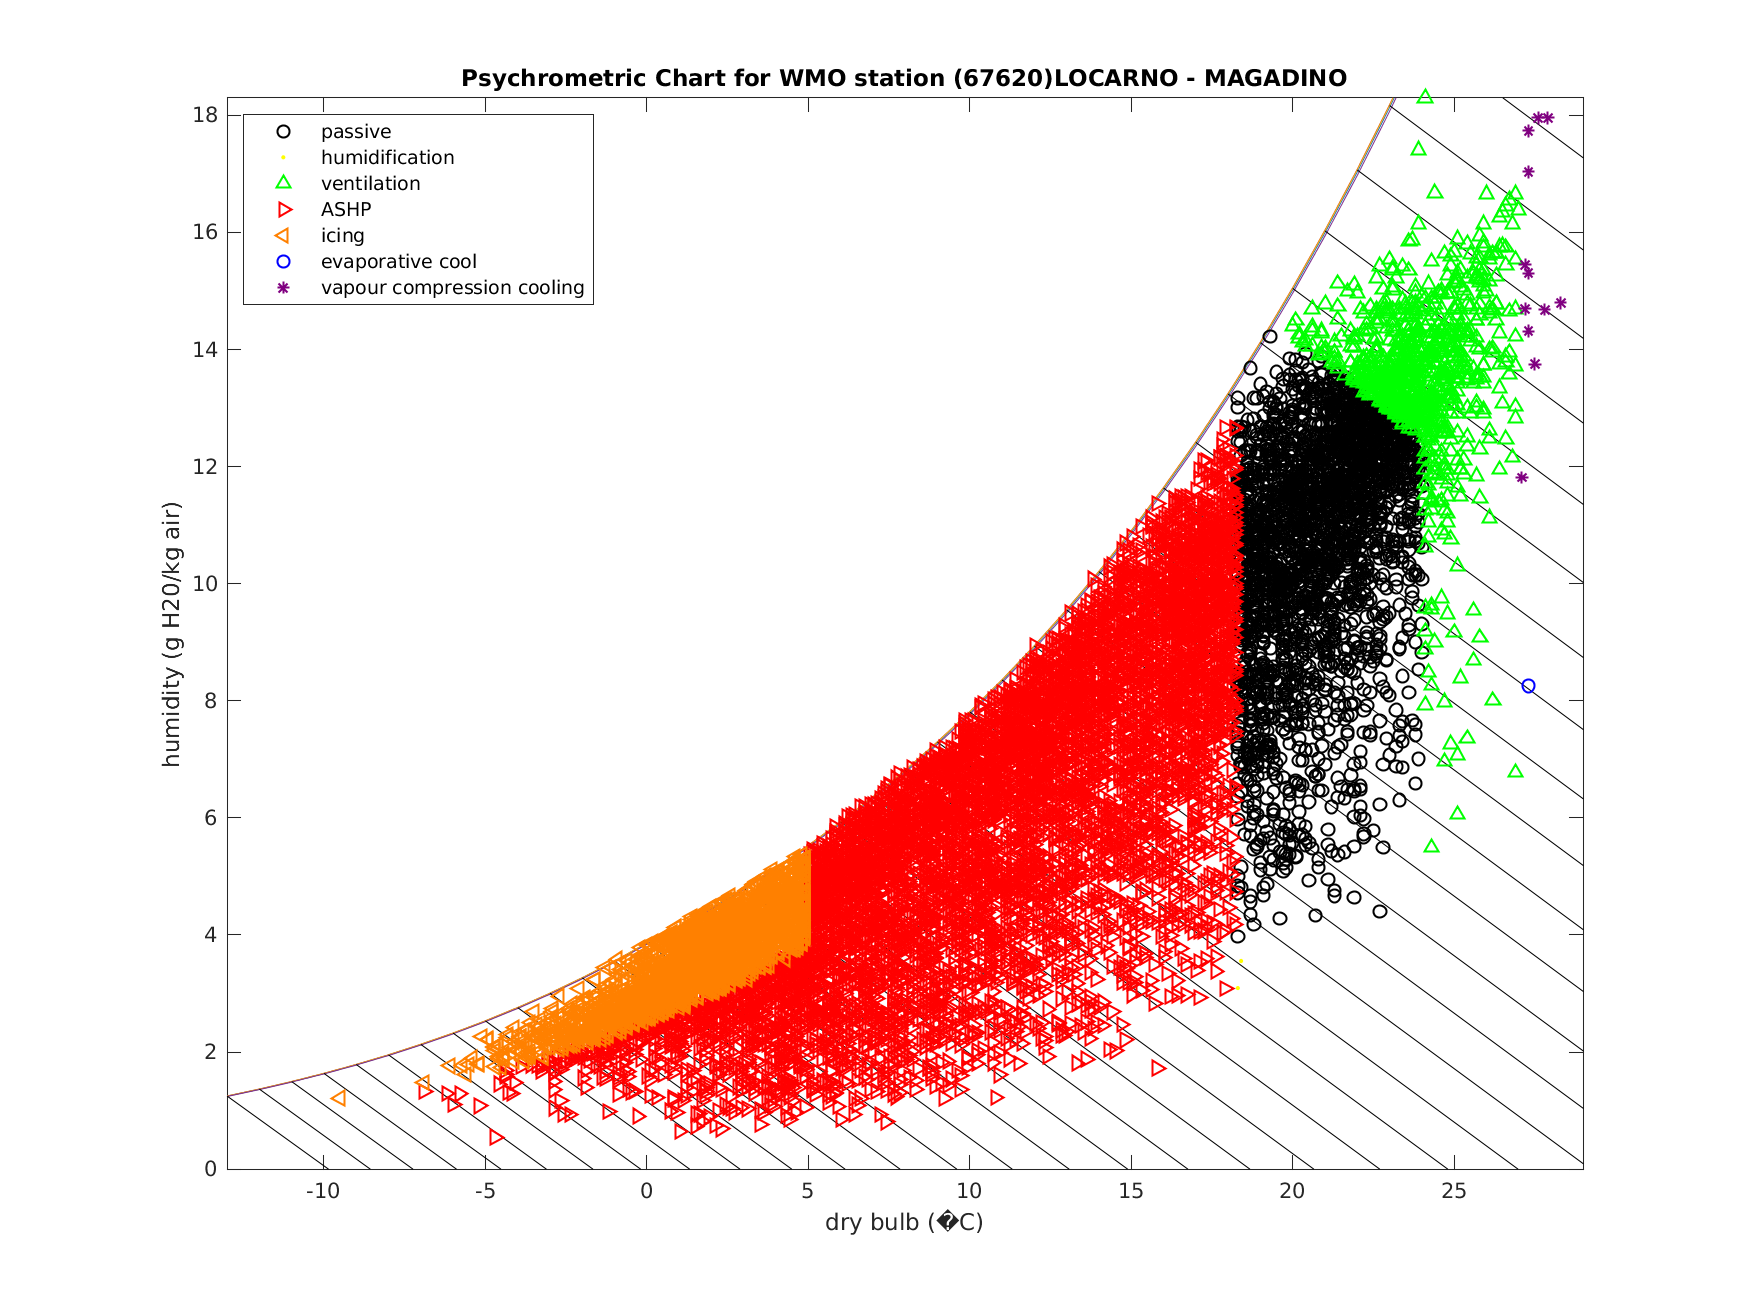 Psychrometric Chart for WMO station (67620)LOCARNO - MAGADINO
passive
humidification
ventilation
ASHP
icing
evaporative cool
vapour compression cooling
humidity (g H20/kg air)
18
16
14
12
10
8
6
4
2
0
-10 -5 0 5 10 15 20 25
dry bulb (�C)